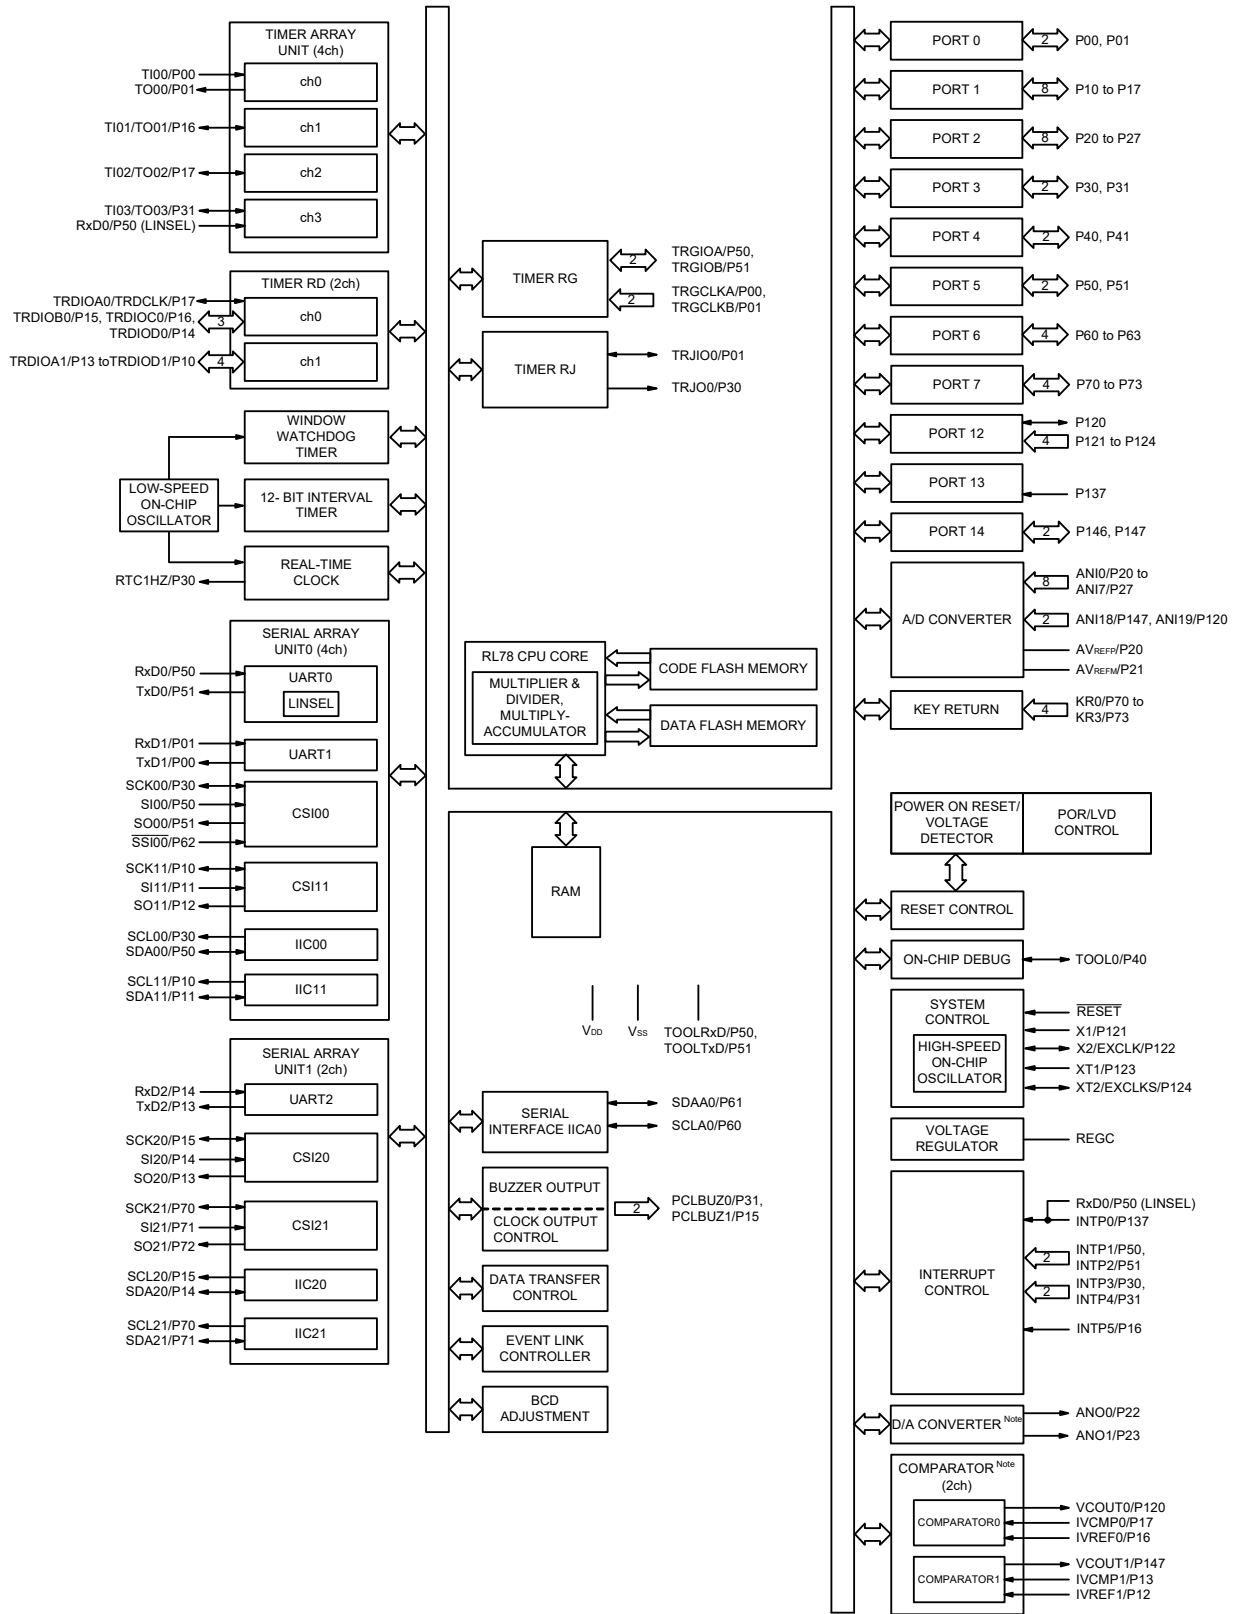 TIMER ARRAY
UNIT (4ch)
TI00/P00
TO00/P01
ch0
TI01/TO01/P16
ch1
TI02/TO02/P17
ch2
TI03/TO03/P31
RxD0/P50 (LINSEL)
ch3
TIMER RD (2ch)
TRDIOA0/TRDCLK/P17
TRDIOB0/P15, TRDIOC0/P16,
TRDIOD0/P14
3
ch0
TRDIOA1/P13 toTRDIOD1/P10
4
ch1
WINDOW
WATCHDOG
TIMER
LOW-SPEED
ON-CHIP
OSCILLATOR
12- BIT INTERVAL
TIMER
RTC1HZ/P30
REAL-TIME
CLOCK
SERIAL ARRAY
UNIT0 (4ch)
RxD0/P50
TxD0/P51
UART0
LINSEL
RxD1/P01
TxD1/P00
UART1
SCK00/P30
SI00/P50
SO00/P51
SSI00/P62
CSI00
SCK11/P10
SI11/P11
SO11/P12
CSI11
SCL00/P30
SDA00/P50
IIC00
SCL11/P10
SDA11/P11
IIC11
SERIAL ARRAY
UNIT1 (2ch)
RxD2/P14
TxD2/P13
UART2
SCK20/P15
SI20/P14
SO20/P13
CSI20
SCK21/P70
SI21/P71
SO21/P72
CSI21
SCL20/P15
SDA20/P14
IIC20
SCL21/P70
SDA21/P71
IIC21
TIMER RG
2
TRGIOA/P50,
TRGIOB/P51
2
TRGCLKA/P00,
TRGCLKB/P01
TIMER RJ
TRJIO0/P01
TRJO0/P30
RL78 CPU CORE
MULTIPLIER &
DIVIDER,
MULTIPLY-
ACCUMULATOR
CODE FLASH MEMORY
DATA FLASH MEMORY
RAM
VDD
VSS
TOOLRxD/P50,
TOOLTxD/P51
SERIAL
INTERFACE IICA0
SDAA0/P61
SCLA0/P60
BUZZER OUTPUT
CLOCK OUTPUT
CONTROL
2
PCLBUZ0/P31,
PCLBUZ1/P15
DATA TRANSFER
CONTROL
EVENT LINK
CONTROLLER
BCD
ADJUSTMENT
PORT 0
2
P00, P01
PORT 1
8
P10 to P17
PORT 2
8
P20 to P27
PORT 3
2
P30, P31
PORT 4
2
P40, P41
PORT 5
2
P50, P51
PORT 6
4
P60 to P63
PORT 7
4
P70 to P73
PORT 12
P120
4
P121 to P124
PORT 13
P137
PORT 14
2
P146, P147
A/D CONVERTER
8
ANI0/P20 to
ANI7/P27
2
ANI18/P147, ANI19/P120
AVREFP/P20
AVREFM/P21
KEY RETURN
4
KR0/P70 to
KR3/P73
POWER ON RESET/
VOLTAGE
DETECTOR
POR/LVD
CONTROL
RESET CONTROL
ON-CHIP DEBUG
TOOL0/P40
SYSTEM
CONTROL
HIGH-SPEED
ON-CHIP
OSCILLATOR
RESET
X1/P121
X2/EXCLK/P122
XT1/P123
XT2/EXCLKS/P124
VOLTAGE
REGULATOR
REGC
INTERRUPT
CONTROL
RxD0/P50 (LINSEL)
INTP0/P137
2
INTP1/P50,
INTP2/P51
2
INTP3/P30,
INTP4/P31
INTP5/P16
D/A CONVERTER Note
ANO0/P22
ANO1/P23
COMPARATOR Note
(2ch)
COMPARATOR0
VCOUT0/P120
IVCMP0/P17
IVREF0/P16
COMPARATOR1
VCOUT1/P147
IVCMP1/P13
IVREF1/P12